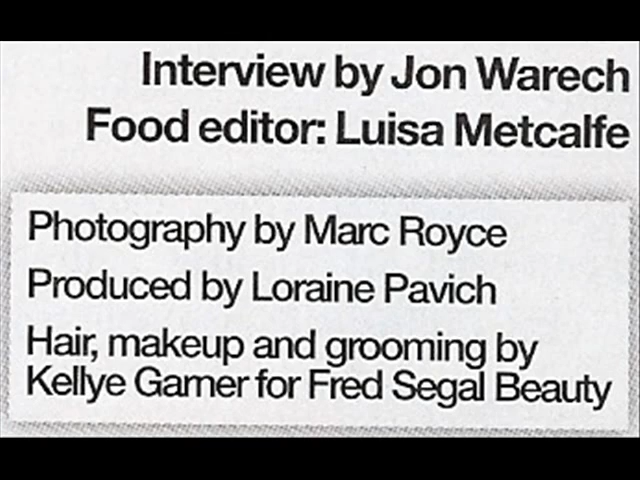 Interview by Jon Warech
Food editor: Luisa Metcalfe
Photography by Marc Royce
Produced by Loraine Pavich
Hair, makeup and grooming by
Kellye Gamer for Fred Segal Beauty